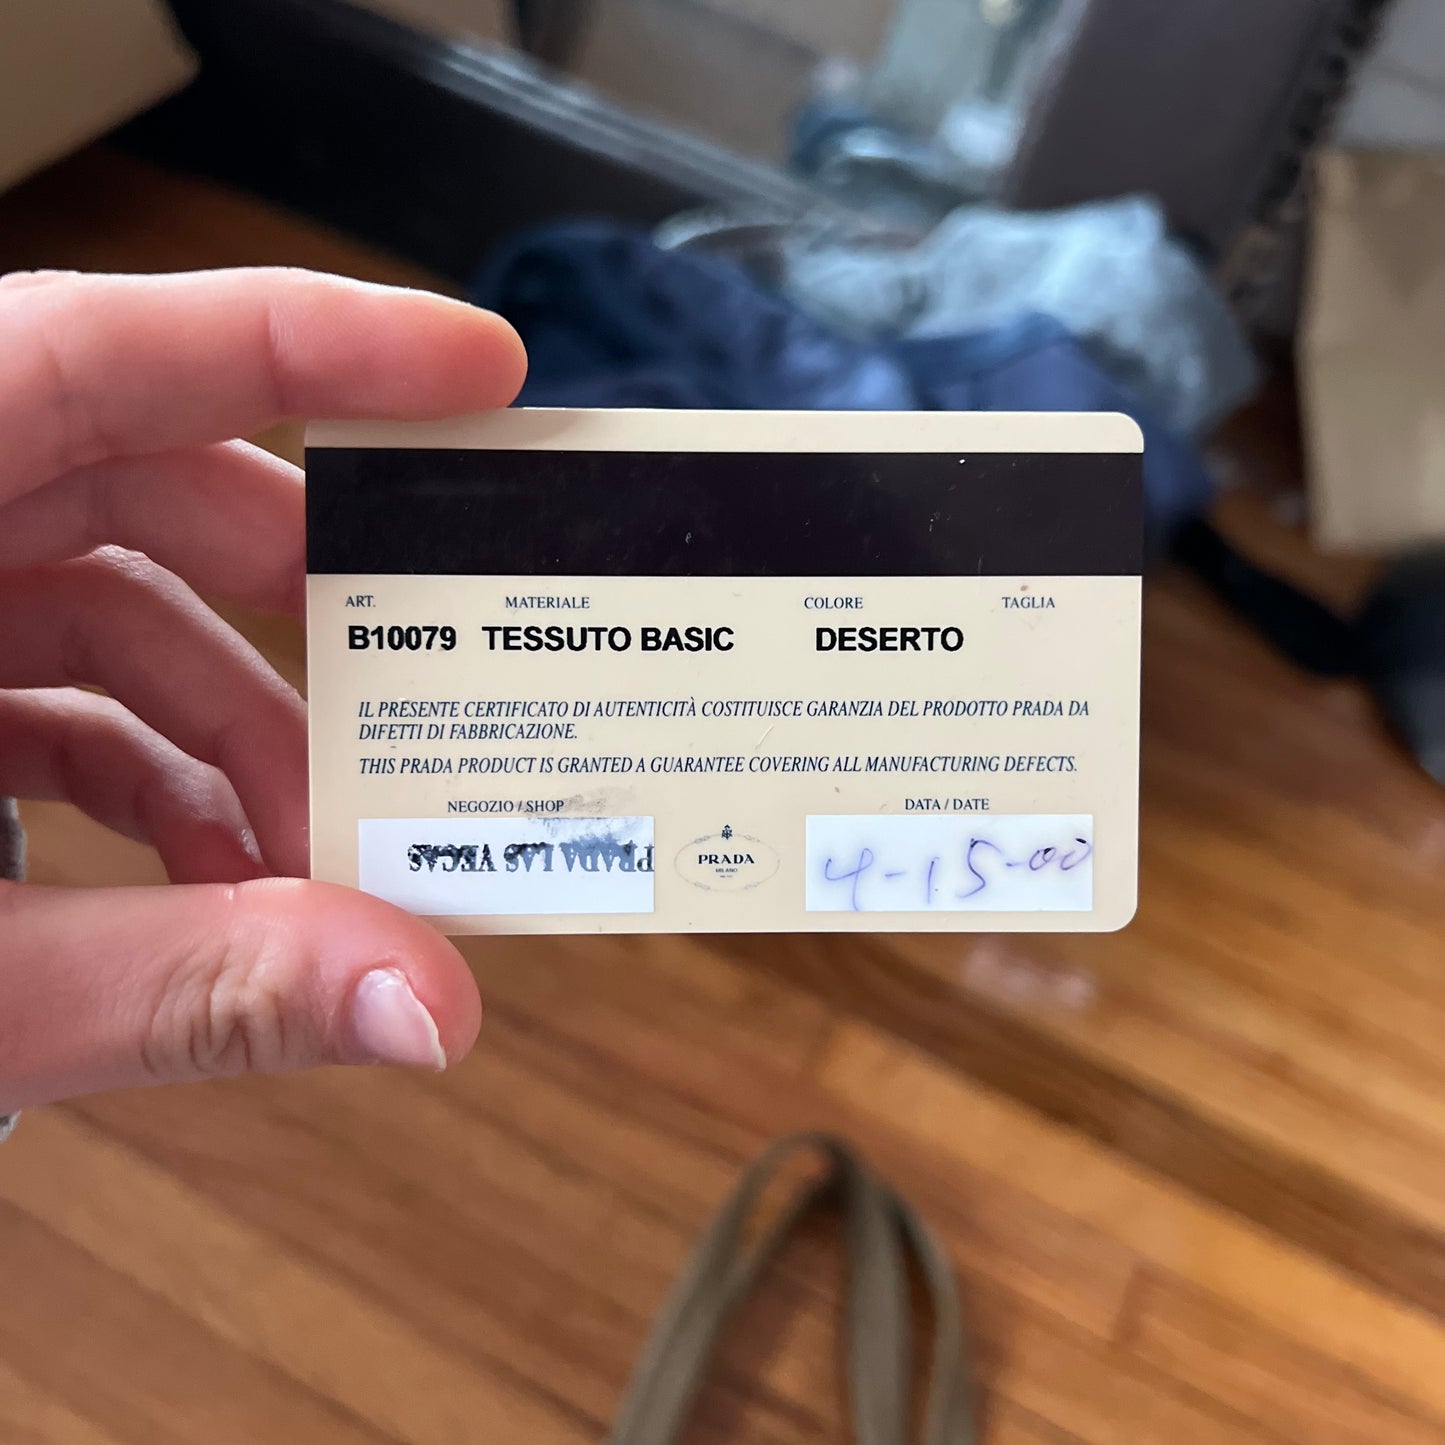 ART. MATERIALE COLORE TAGLIA
B10079 TESSUTO BASIC DESERTO
IL PRESENTE CERTIFICATO DI AUTENTICITÀ COSTITUISCE GARANZIA DEL PRODOTTO PRADA DA
DIFETTI DI FABBRICAZIONE.
THIS PRADA PRODUCT IS GRANTED A GUARANTEE COVERING ALL MANUFACTURING DEFECTS.
NEGOZIO / SHOP DATA / DATE
PRADA LAS VEGAS
PRADA
MILANO
4-15-00